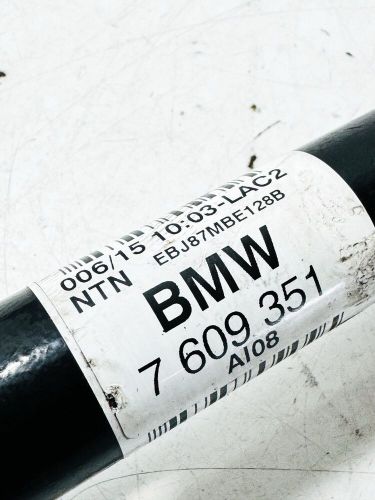 006/15 10:03-LAC2
NTN EBJ87MBE128B
BMW
7 609 351
AI08